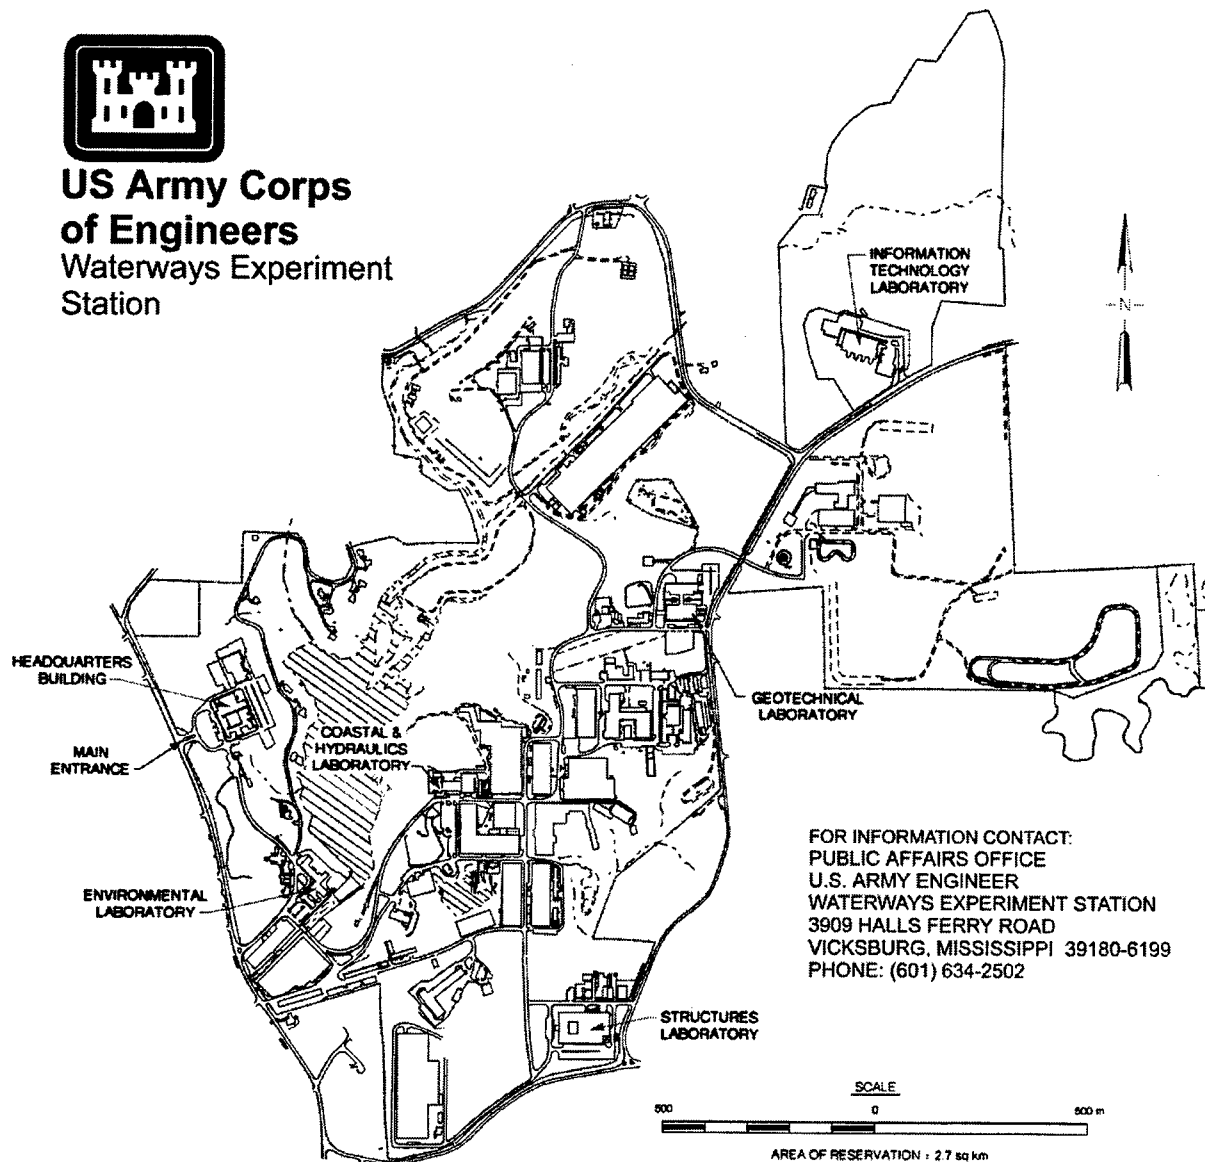 US Army Corps
of Engineers
Waterways Experiment
Station
INFORMATION
TECHNOLOGY
LABORATORY
N
HEADQUARTERS
BUILDING
MAIN
ENTRANCE
COASTAL &
HYDRAULICS
LABORATORY
GEOTECHNICAL
LABORATORY
ENVIRONMENTAL
LABORATORY
FOR INFORMATION CONTACT:
PUBLIC AFFAIRS OFFICE
U.S. ARMY ENGINEER
WATERWAYS EXPERIMENT STATION
3909 HALLS FERRY ROAD
VICKSBURG, MISSISSIPPI 39180-6199
PHONE: (601) 634-2502
STRUCTURES
LABORATORY
SCALE
500 0 500 m
AREA OF RESERVATION : 2.7 sq km